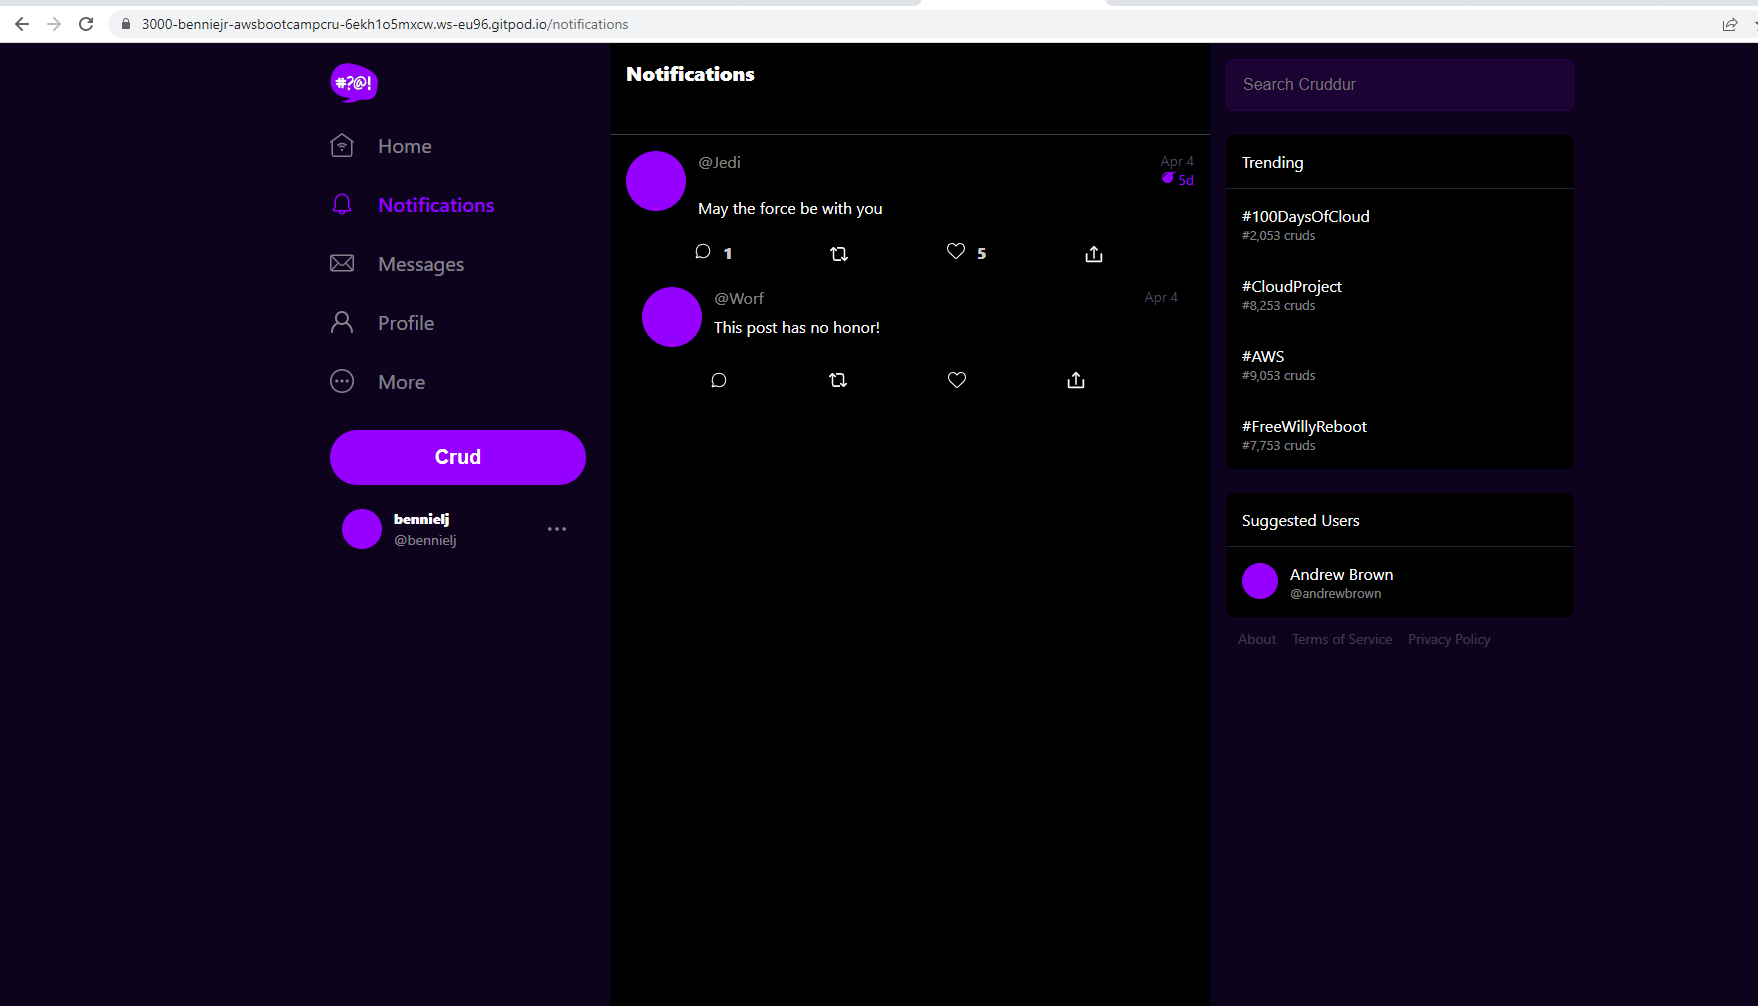 3000-benniejr-awsbootcampcru-6ekh1o5mxcw.ws-eu96.gitpod.io/notifications
#?@!
Home
Notifications
Messages
Profile
More
Crud
benniej
@benniej
Notifications
@Jedi
Apr 4
5d
May the force be with you
1
5
@Worf
Apr 4
This post has no honor!
Search Cruddur
Trending
#100DaysOfCloud
#2,053 cruds
#CloudProject
#8,253 cruds
#AWS
#9,053 cruds
#FreeWillyReboot
#7,753 cruds
Suggested Users
Andrew Brown
@andrewbrown
About Terms of Service Privacy Policy